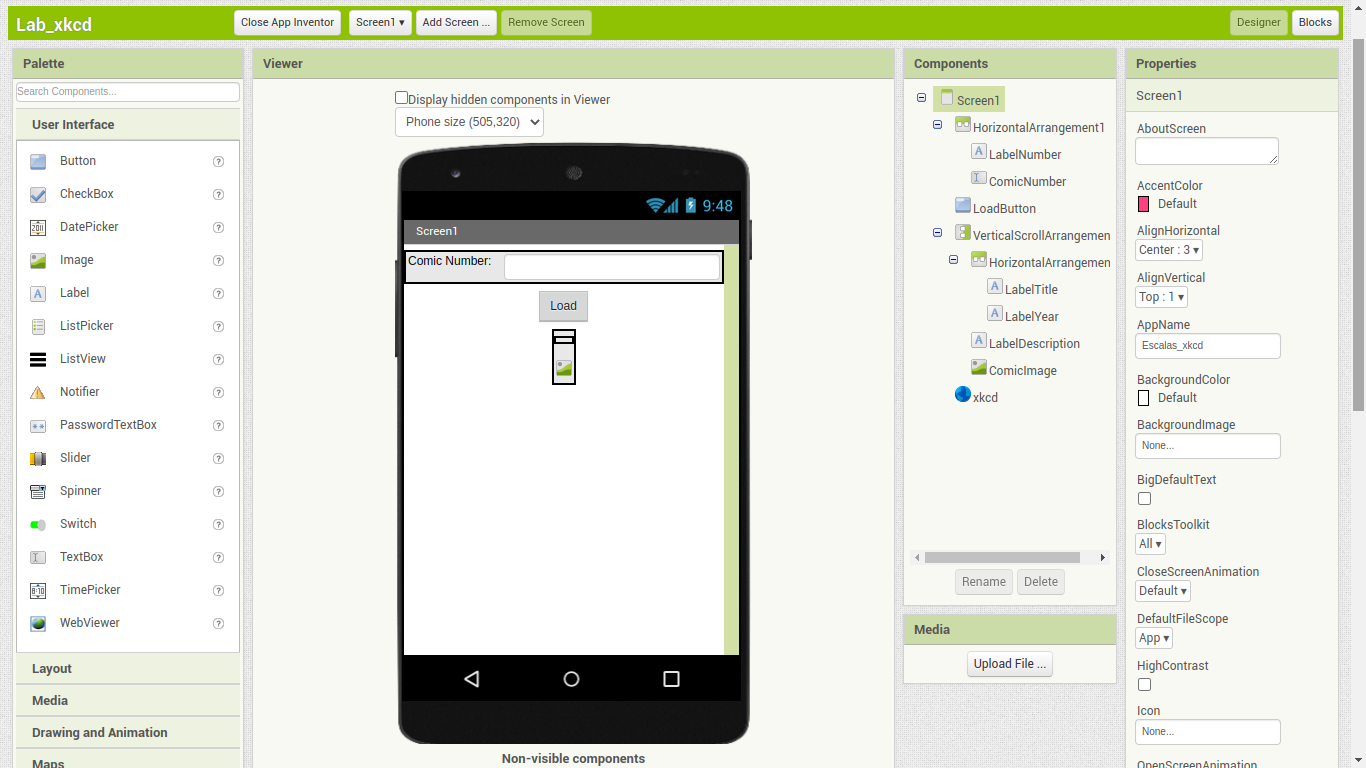 Lab_xkcd
Close App Inventor
Screen1 ▾
Add Screen ...
Remove Screen
Designer
Blocks
Palette
Search Components...
User Interface
Button
CheckBox
DatePicker
Image
Label
ListPicker
ListView
Notifier
PasswordTextBox
Slider
Spinner
Switch
TextBox
TimePicker
WebViewer
Layout
Media
Drawing and Animation
Maps
Viewer
Display hidden components in Viewer
Phone size (505,320)
9:48
Screen1
Comic Number:
Load
Non-visible components
Components
Screen1
HorizontalArrangement1
LabelNumber
ComicNumber
LoadButton
VerticalScrollArrangemen
HorizontalArrangemen
LabelTitle
LabelYear
LabelDescription
ComicImage
xkcd
Rename
Delete
Media
Upload File ...
Properties
Screen1
AboutScreen
AccentColor
Default
AlignHorizontal
Center : 3 ▾
AlignVertical
Top : 1 ▾
AppName
Escalas_xkcd
BackgroundColor
Default
BackgroundImage
None...
BigDefaultText
BlocksToolkit
All ▾
CloseScreenAnimation
Default ▾
DefaultFileScope
App ▾
HighContrast
Icon
None...
OpenScreenAnimation